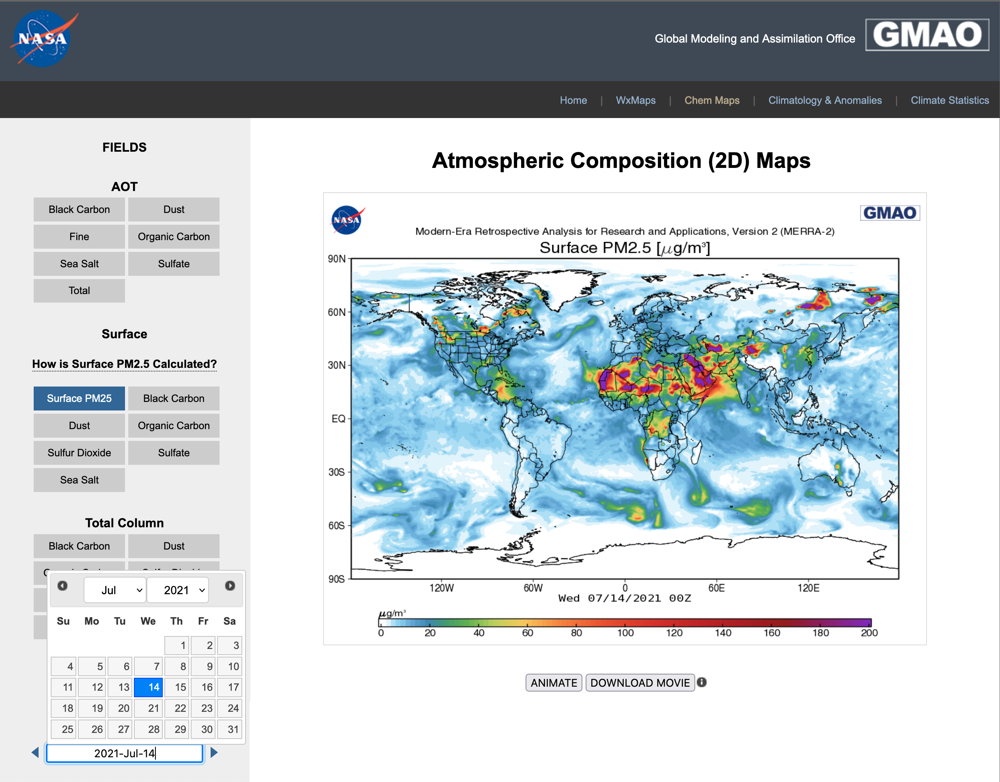 NASA
Global Modeling and Assimilation Office GMAO
Home | WxMaps | Chem Maps | Climatology & Anomalies | Climate Statistics
FIELDS
AOT
Black Carbon Dust
Fine Organic Carbon
Sea Salt Sulfate
Total
Surface
How is Surface PM2.5 Calculated?
Surface PM25 Black Carbon
Dust Organic Carbon
Sulfur Dioxide Sulfate
Sea Salt
Total Column
Black Carbon Dust
Jul 2021
Su Mo Tu We Th Fr Sa
1 2 3
4 5 6 7 8 9 10
11 12 13 14 15 16 17
18 19 20 21 22 23 24
25 26 27 28 29 30 31
2021-Jul-14
Atmospheric Composition (2D) Maps
NASA
GMAO
Modern-Era Retrospective Analysis for Research and Applications, Version 2 (MERRA-2)
Surface PM2.5 [μg/m³]
90N
60N
30N
EQ
30S
60S
90S
120W 60W 0 60E 120E
Wed 07/14/2021 00Z
μg/m³
0 20 40 60 80 100 120 140 160 180 200
ANIMATE DOWNLOAD MOVIE